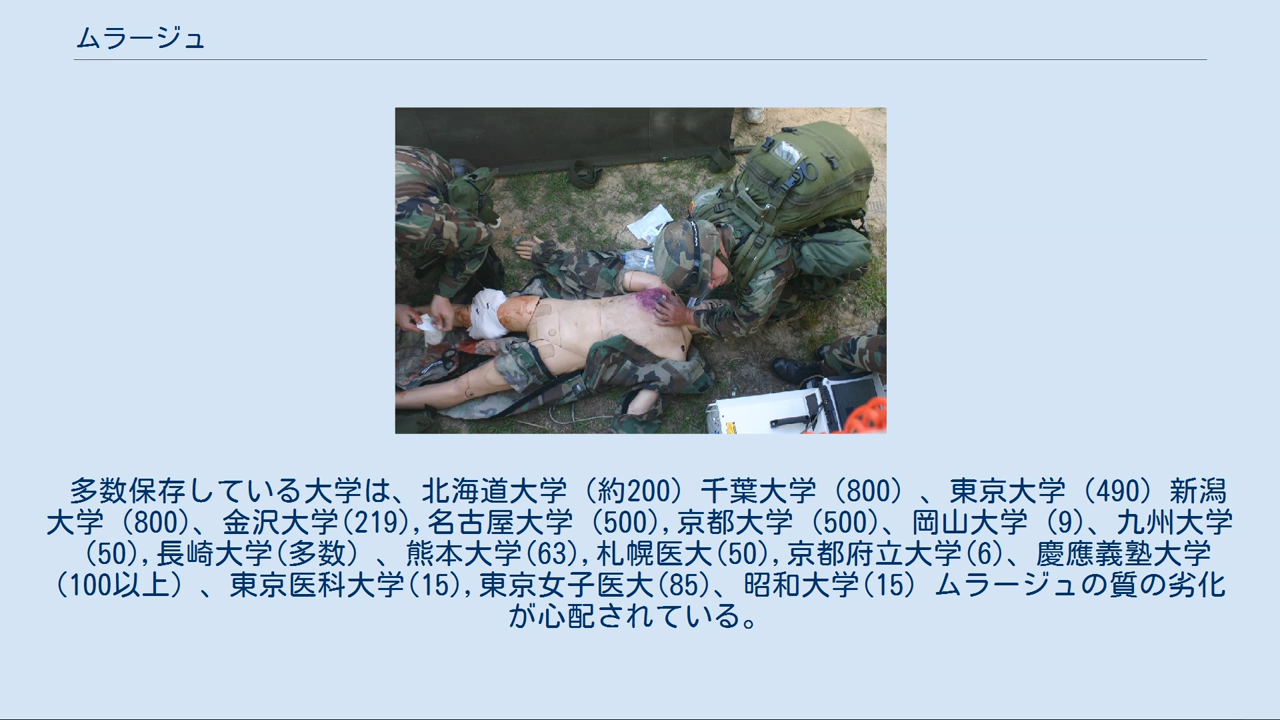 ムラージュ
多数保存している大学は、北海道大学（約200）千葉大学（800）、東京大学（490）新潟
大学（800)、金沢大学(219),名古屋大学（500),京都大学（500)、岡山大学（9)、九州大学
（50),長崎大学(多数）、熊本大学(63),札幌医大(50),京都府立大学(6)、慶應義塾大学
（100以上）、東京医科大学(15),東京女子医大(85)、昭和大学(15）ムラージュの質の劣化
が心配されている。